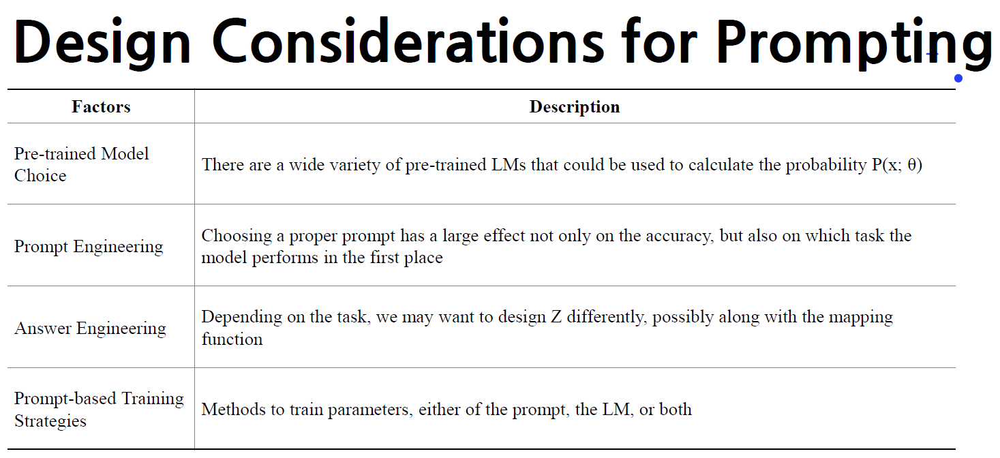 Design Considerations for Prompting
Factors
Description
Pre-trained Model
Choice
There are a wide variety of pre-trained LMs that could be used to calculate the probability P(x; θ)
Prompt Engineering
Choosing a proper prompt has a large effect not only on the accuracy, but also on which task the
model performs in the first place
Answer Engineering
Depending on the task, we may want to design Z differently, possibly along with the mapping
function
Prompt-based Training
Strategies
Methods to train parameters, either of the prompt, the LM, or both